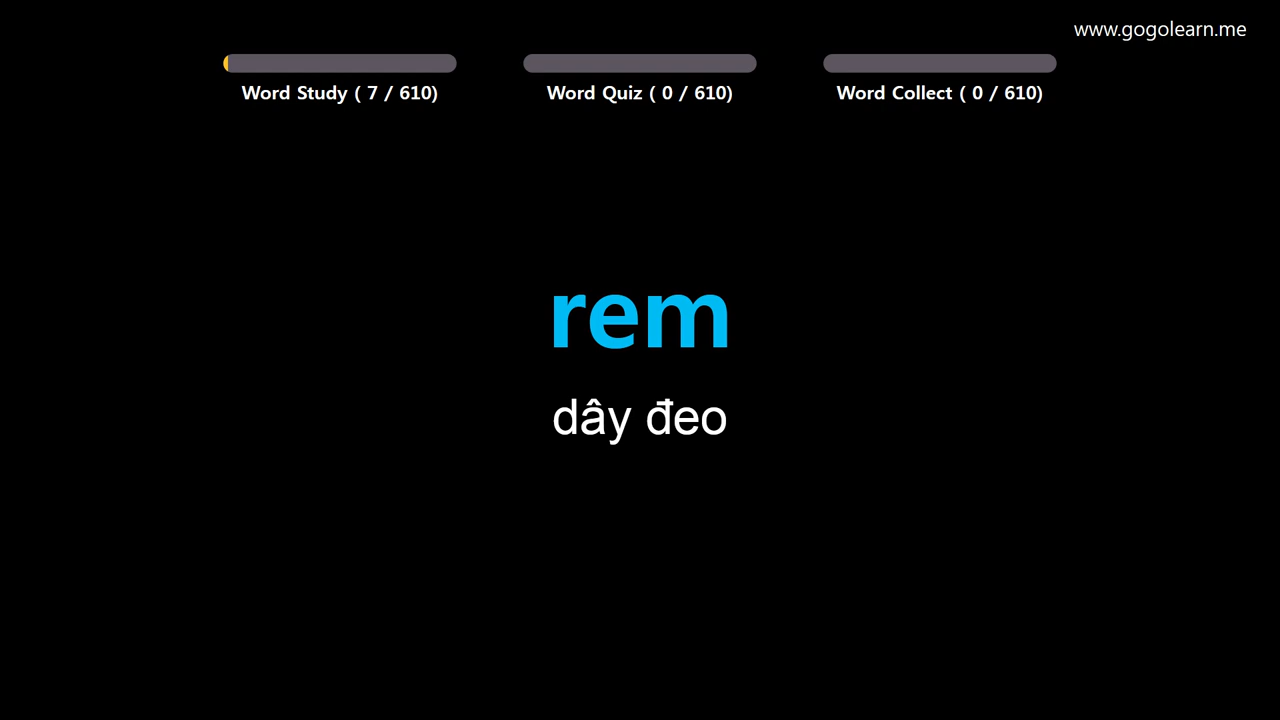 www.gogolearn.me
Word Study ( 7 / 610)
Word Quiz ( 0 / 610)
Word Collect ( 0 / 610)
rem
dây đeo